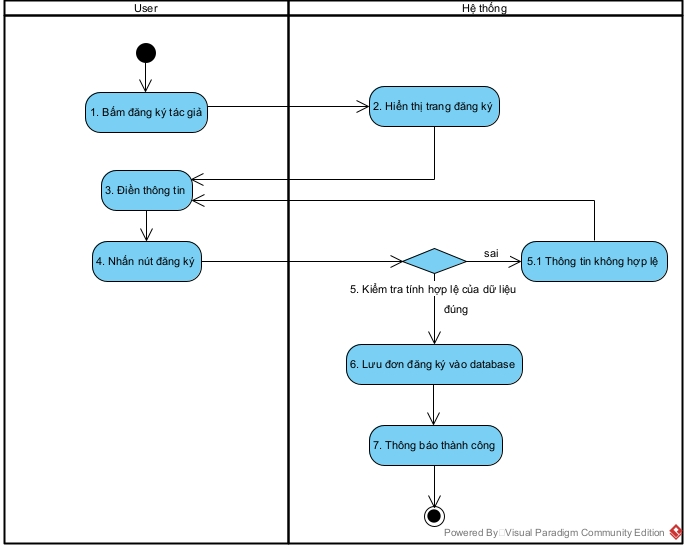 User
Hệ thống
1. Bấm đăng ký tác giả
2. Hiển thị trang đăng ký
3. Điền thông tin
4. Nhấn nút đăng ký
sai
5.1 Thông tin không hợp lệ
5. Kiểm tra tính hợp lệ của dữ liệu
đúng
6. Lưu đơn đăng ký vào database
7. Thông báo thành công
Powered By Visual Paradigm Community Edition